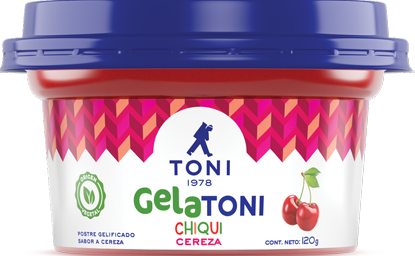 TONI
1978
GelaTONI
CHIQUI
CEREZA
ORIGEN
VEGETAL
POSTRE GELIFICADO
SABOR A CEREZA
CONT. NETO: 120g